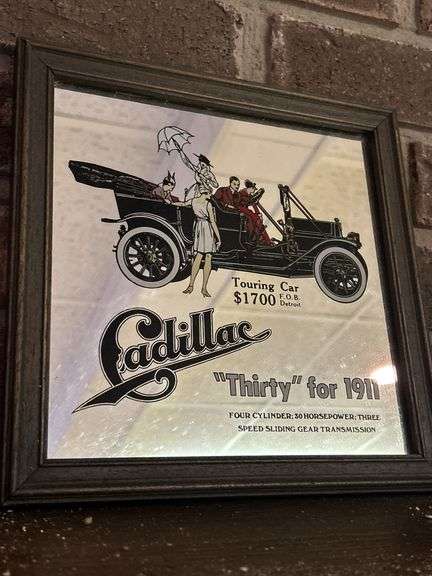 Touring Car
$1700 F.O.B.
Detroit
Cadillac
"Thirty" for 1911
FOUR CYLINDER; 30 HORSEPOWER; THREE
SPEED SLIDING GEAR TRANSMISSION